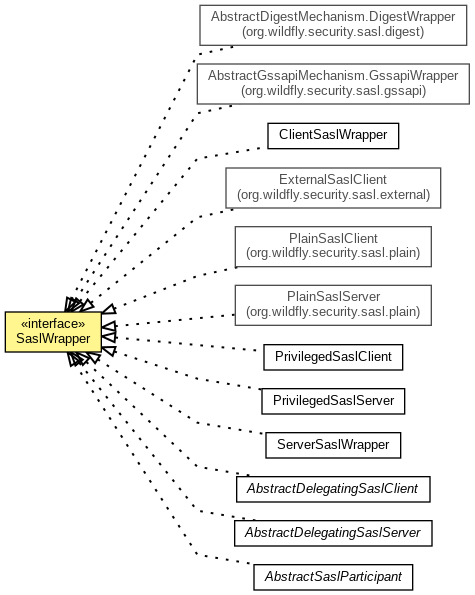 AbstractDigestMechanism.DigestWrapper
(org.wildfly.security.sasl.digest)
AbstractGssapiMechanism.GssapiWrapper
(org.wildfly.security.sasl.gssapi)
ClientSaslWrapper
ExternalSaslClient
(org.wildfly.security.sasl.external)
PlainSaslClient
(org.wildfly.security.sasl.plain)
PlainSaslServer
(org.wildfly.security.sasl.plain)
«interface»
SaslWrapper
PrivilegedSaslClient
PrivilegedSaslServer
ServerSaslWrapper
AbstractDelegatingSaslClient
AbstractDelegatingSaslServer
AbstractSaslParticipant